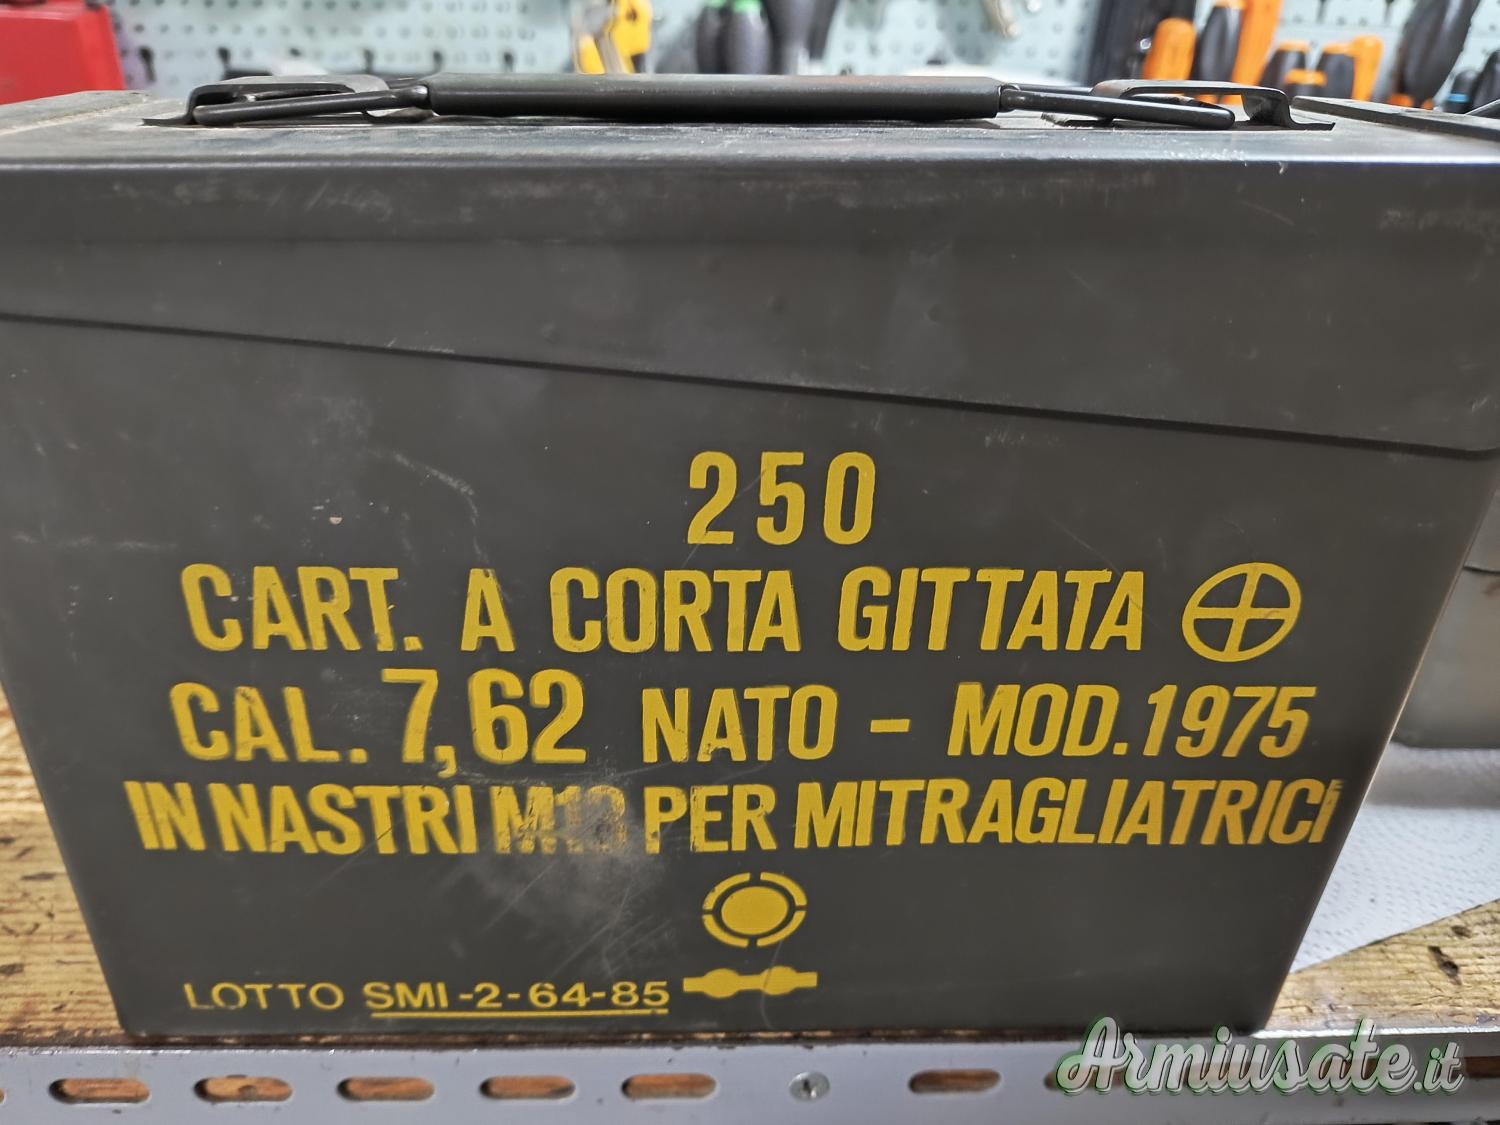 250
CART. A CORTA GITTATA
CAL. 7,62 NATO - MOD. 1975
IN NASTRI M13 PER MITRAGLIATRICI
LOTTO SMI-2-64-85
Armiusate.it